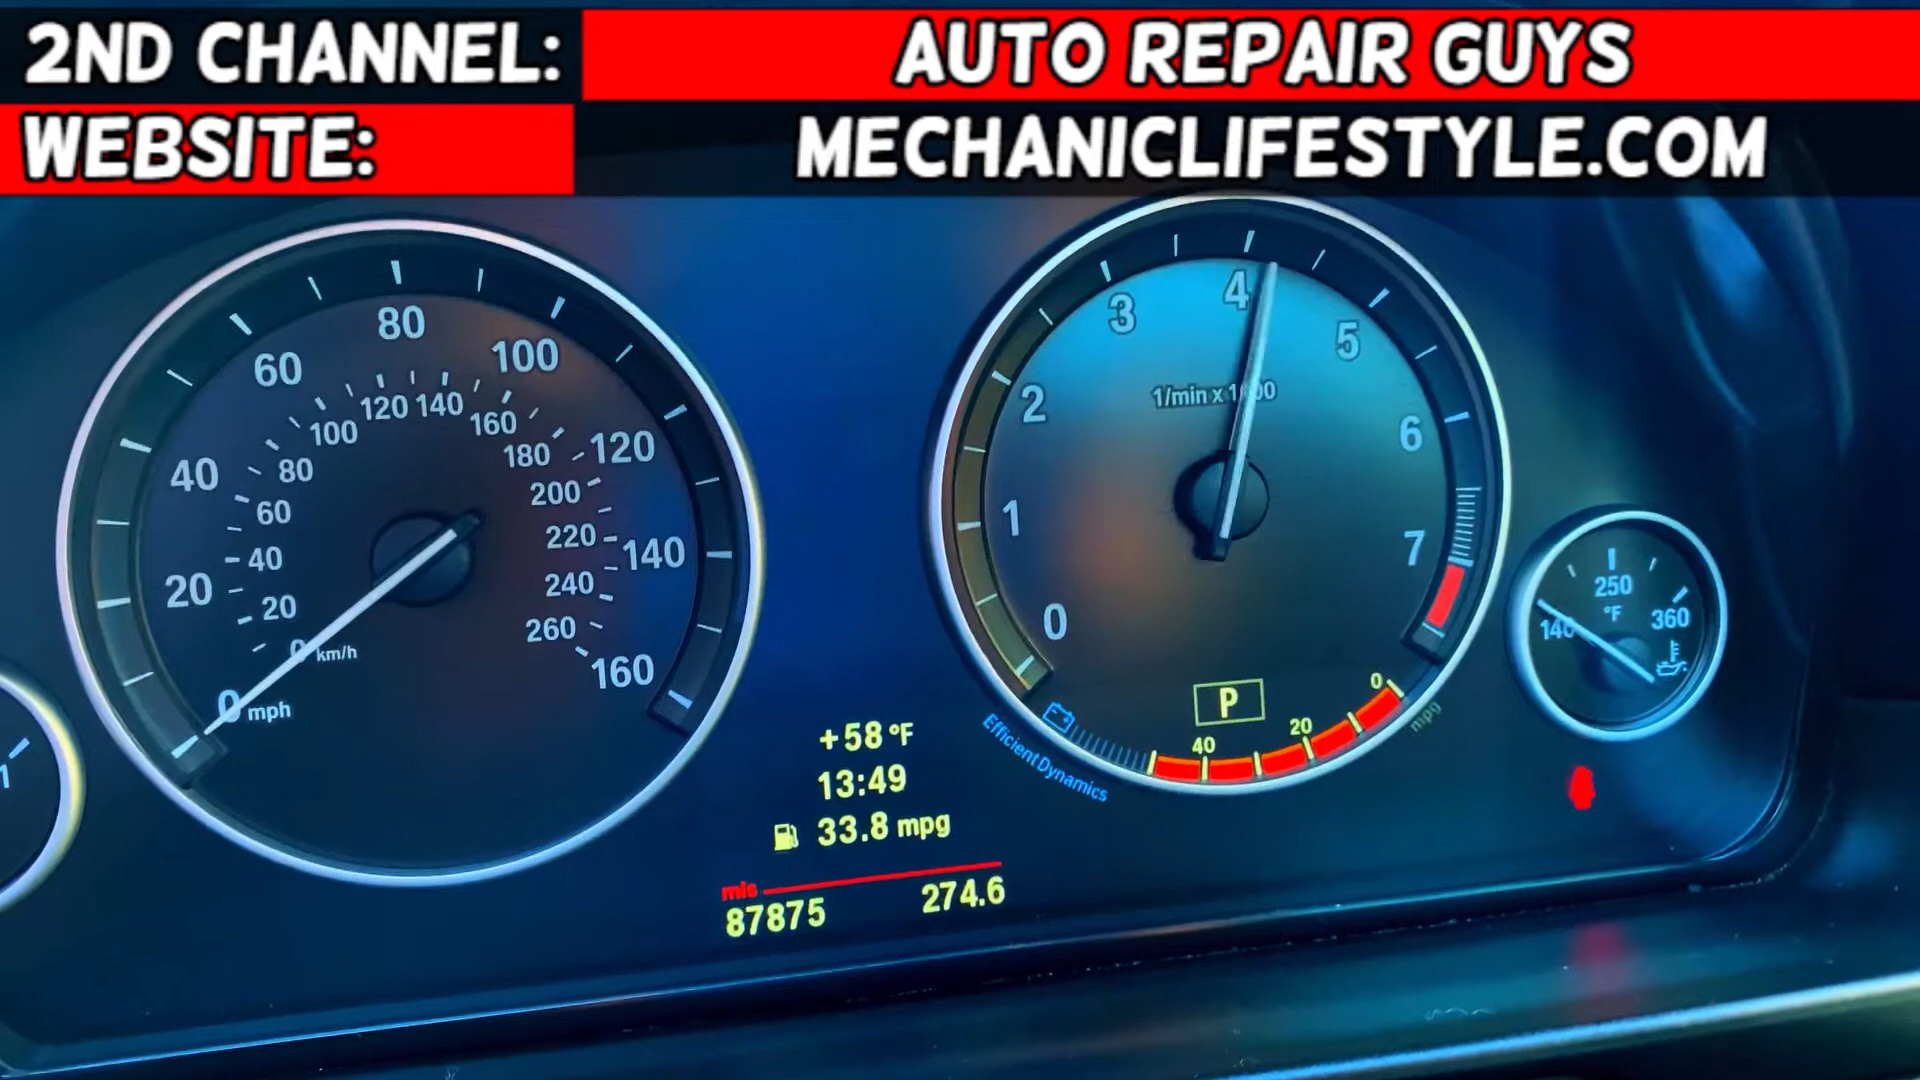 2ND CHANNEL: AUTO REPAIR GUYS
WEBSITE: MECHANICLIFESTYLE.COM
0 20 40 60 80 100 120 140 160
mph
0 20 40 60 80 100 120 140 160 180 200 220 240 260
km/h
0 1 2 3 4 5 6 7
1/min x 1000
P
40 20 0
mpg
EfficientDynamics
140 250 360
°F
1
+58 °F
13:49
33.8 mpg
mls
87875 274.6